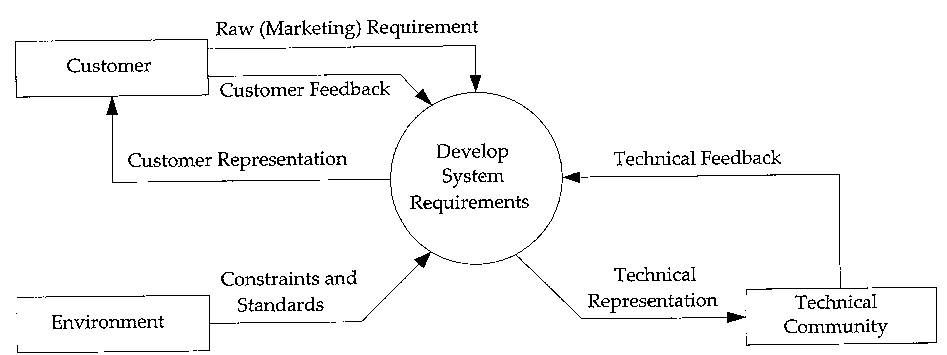 Raw (Marketing) Requirement
Customer
Customer Feedback
Customer Representation
Develop
System
Requirements
Technical Feedback
Constraints and
Standards
Environment
Technical
Representation
Technical
Community